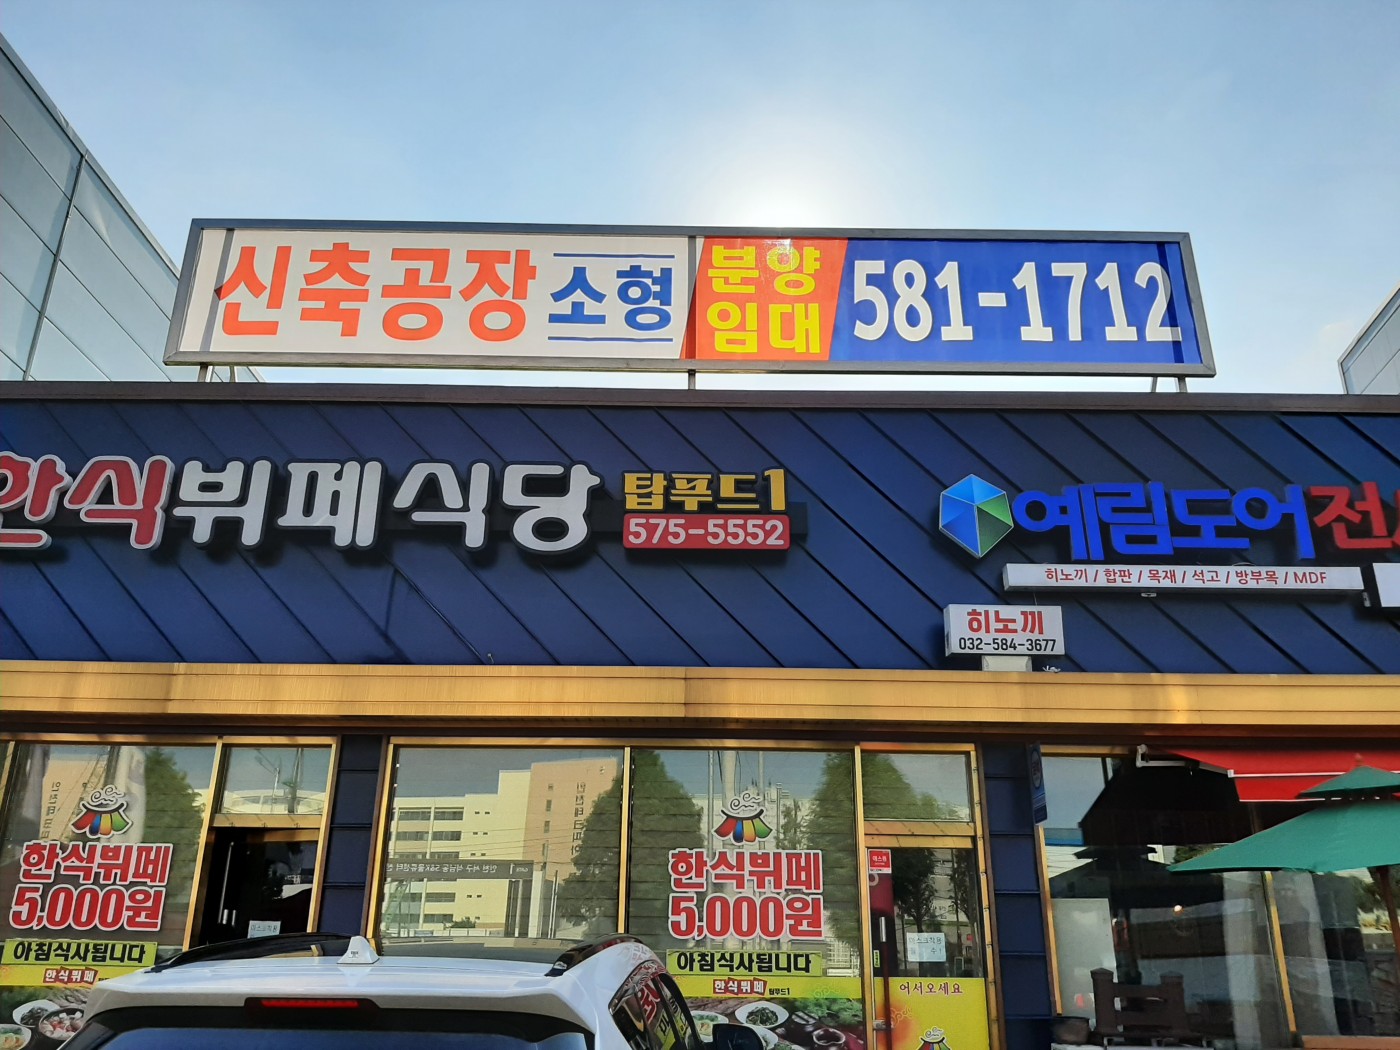 신축공장 소형 분양 임대 581-1712
한식뷔페식당 탑푸드1
575-5552
예림도어전
히노끼 / 합판 / 목재 / 석고 / 방부목 / MDF
히노끼
032-584-3677
한식뷔페
5,000원
아침식사됩니다
한식뷔페
한식뷔페
5,000원
아침식사됩니다
한식뷔페 탑푸드1
마스크착용
어서오세요